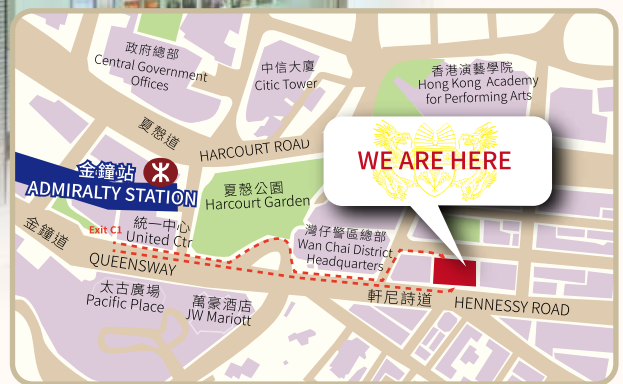 政府總部
Central Government
Offices
中信大廈
Citic Tower
香港演藝學院
Hong Kong Academy
for Performing Arts
夏慤道
HARCOURT ROAD
WE ARE HERE
金鐘站
ADMIRALTY STATION
夏慤公園
Harcourt Garden
金鐘道
Exit C1
統一中心
United Ctr
灣仔警區總部
Wan Chai District
Headquarters
QUEENSWAY
太古廣場
Pacific Place
萬豪酒店
JW Mariott
軒尼詩道
HENNESSY ROAD